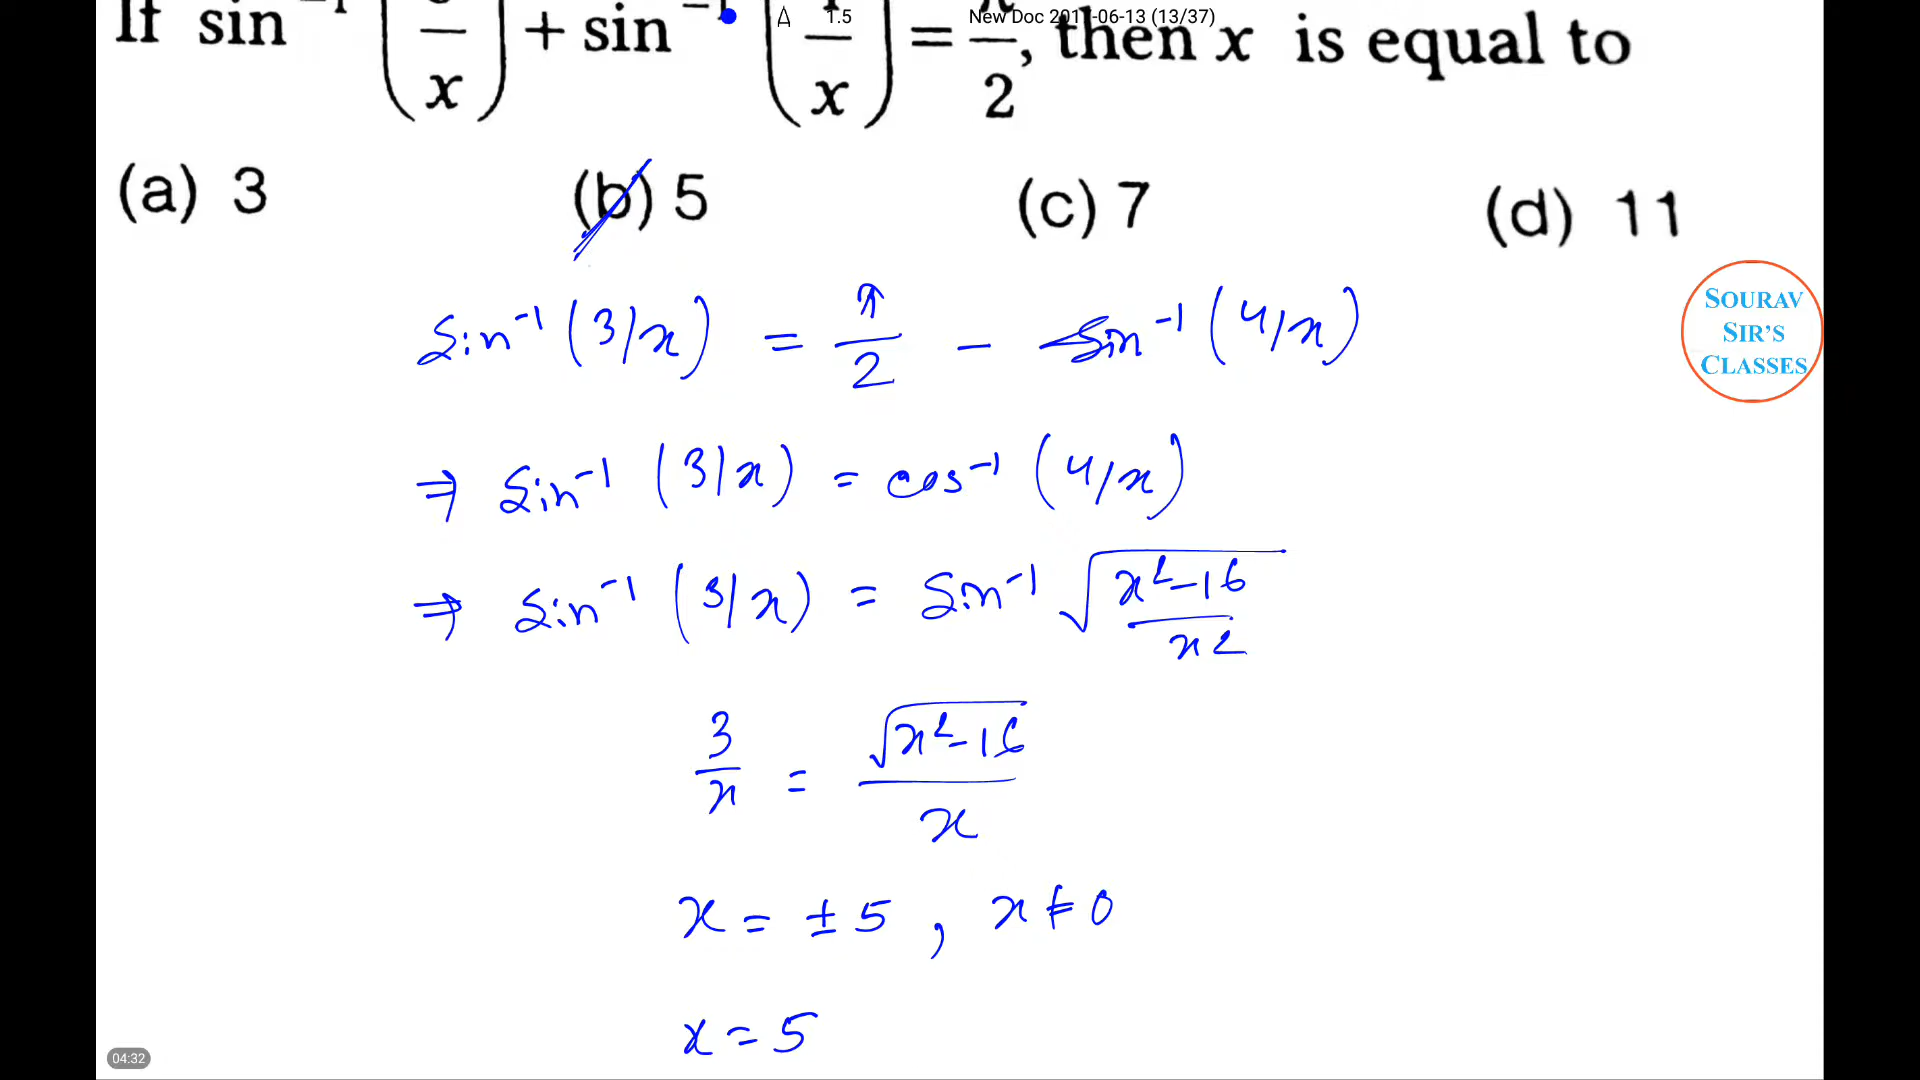 A 1.5 New Doc 2017-06-13 (13/37)
If sin⁻¹ (3/x) + sin⁻¹ (4/x) = π/2, then x is equal to
(a) 3 (b) 5 (c) 7 (d) 11
SOURAV
SIR'S
CLASSES
Sin⁻¹ (3/x) = π/2 - Sin⁻¹ (4/x)
⇒ Sin⁻¹ (3/x) = cos⁻¹ (4/x)
⇒ Sin⁻¹ (3/x) = Sin⁻¹ √(x²-16/x²)
3/x = √(x²-16)/x
x = ±5, x ≠ 0
x = 5
04:32